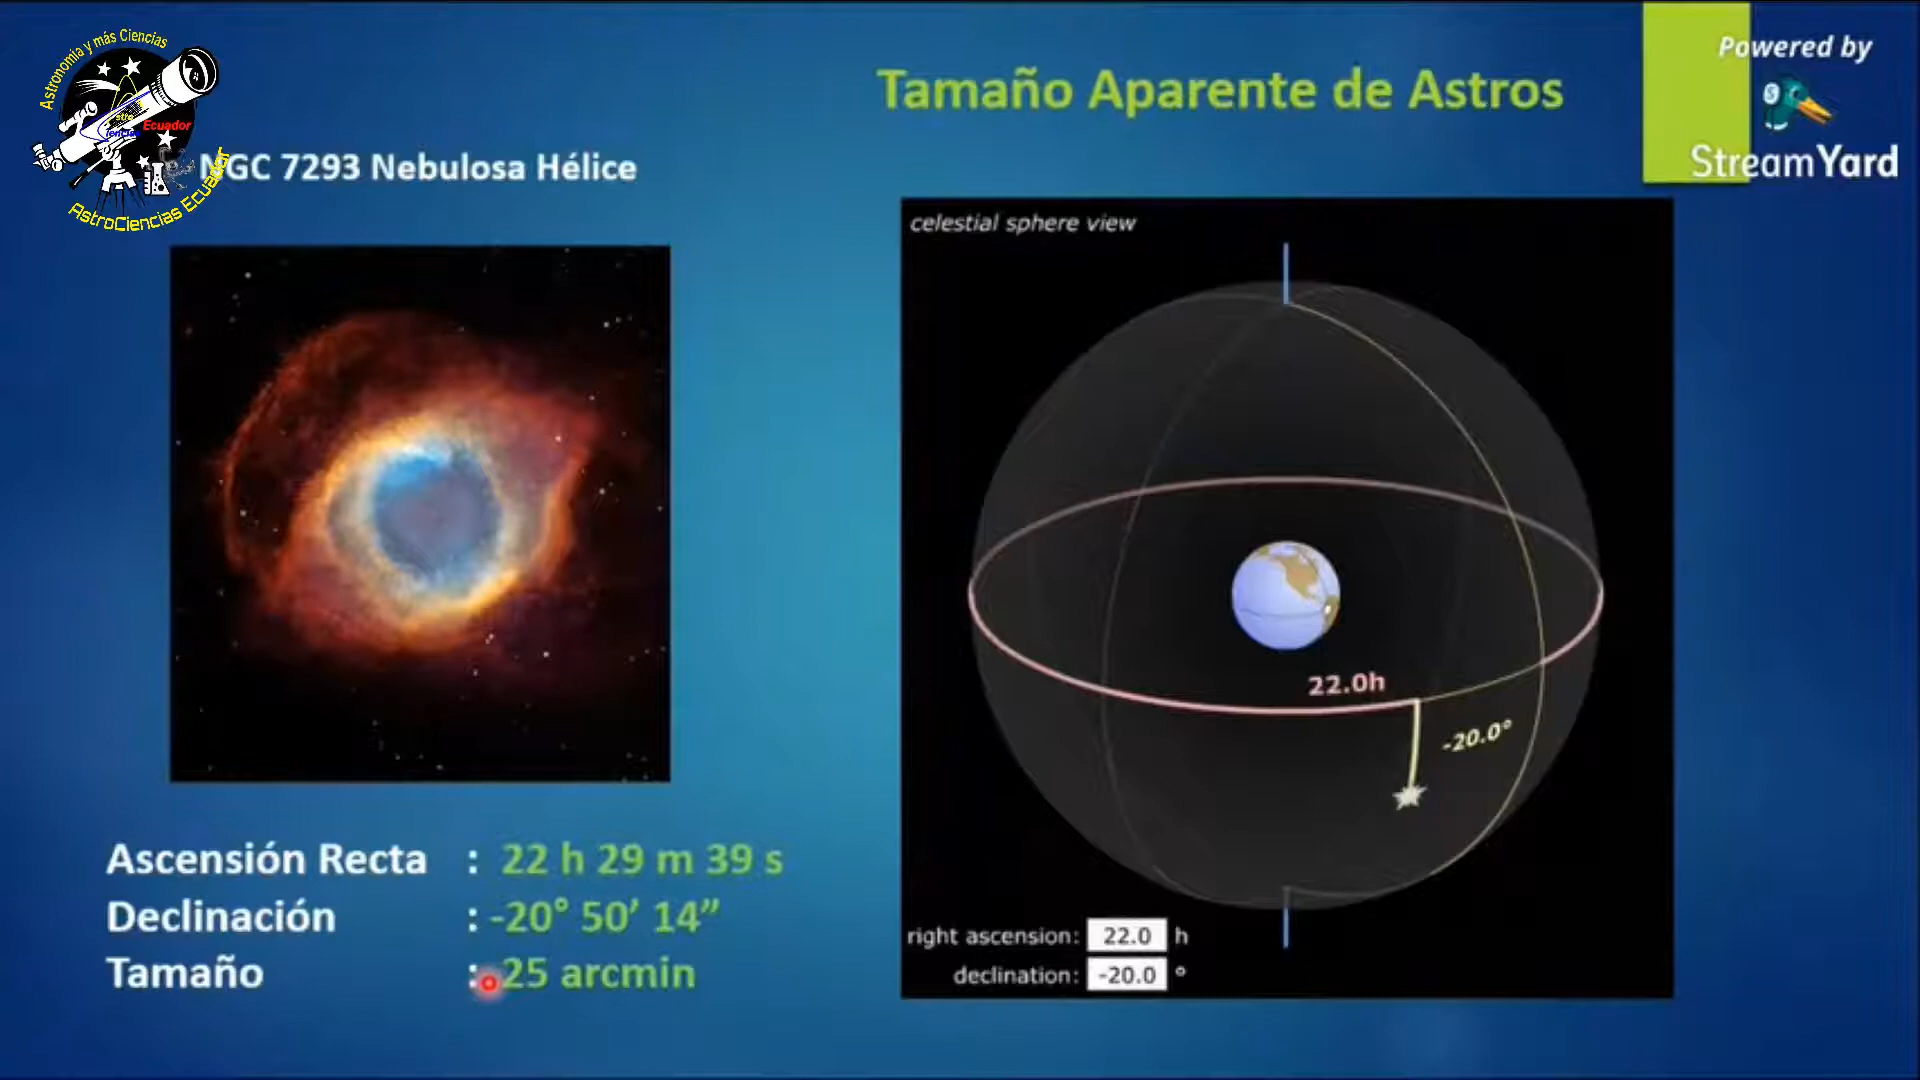 Astronomía y más Ciencias
Ecuador
AstroCiencias Ecuador
Tamaño Aparente de Astros
Powered by
StreamYard
NGC 7293 Nebulosa Hélice
celestial sphere view
22.0h
-20.0°
Ascensión Recta : 22 h 29 m 39 s
Declinación : -20° 50’ 14”
Tamaño : 25 arcmin
right ascension: 22.0 h
declination: -20.0 °